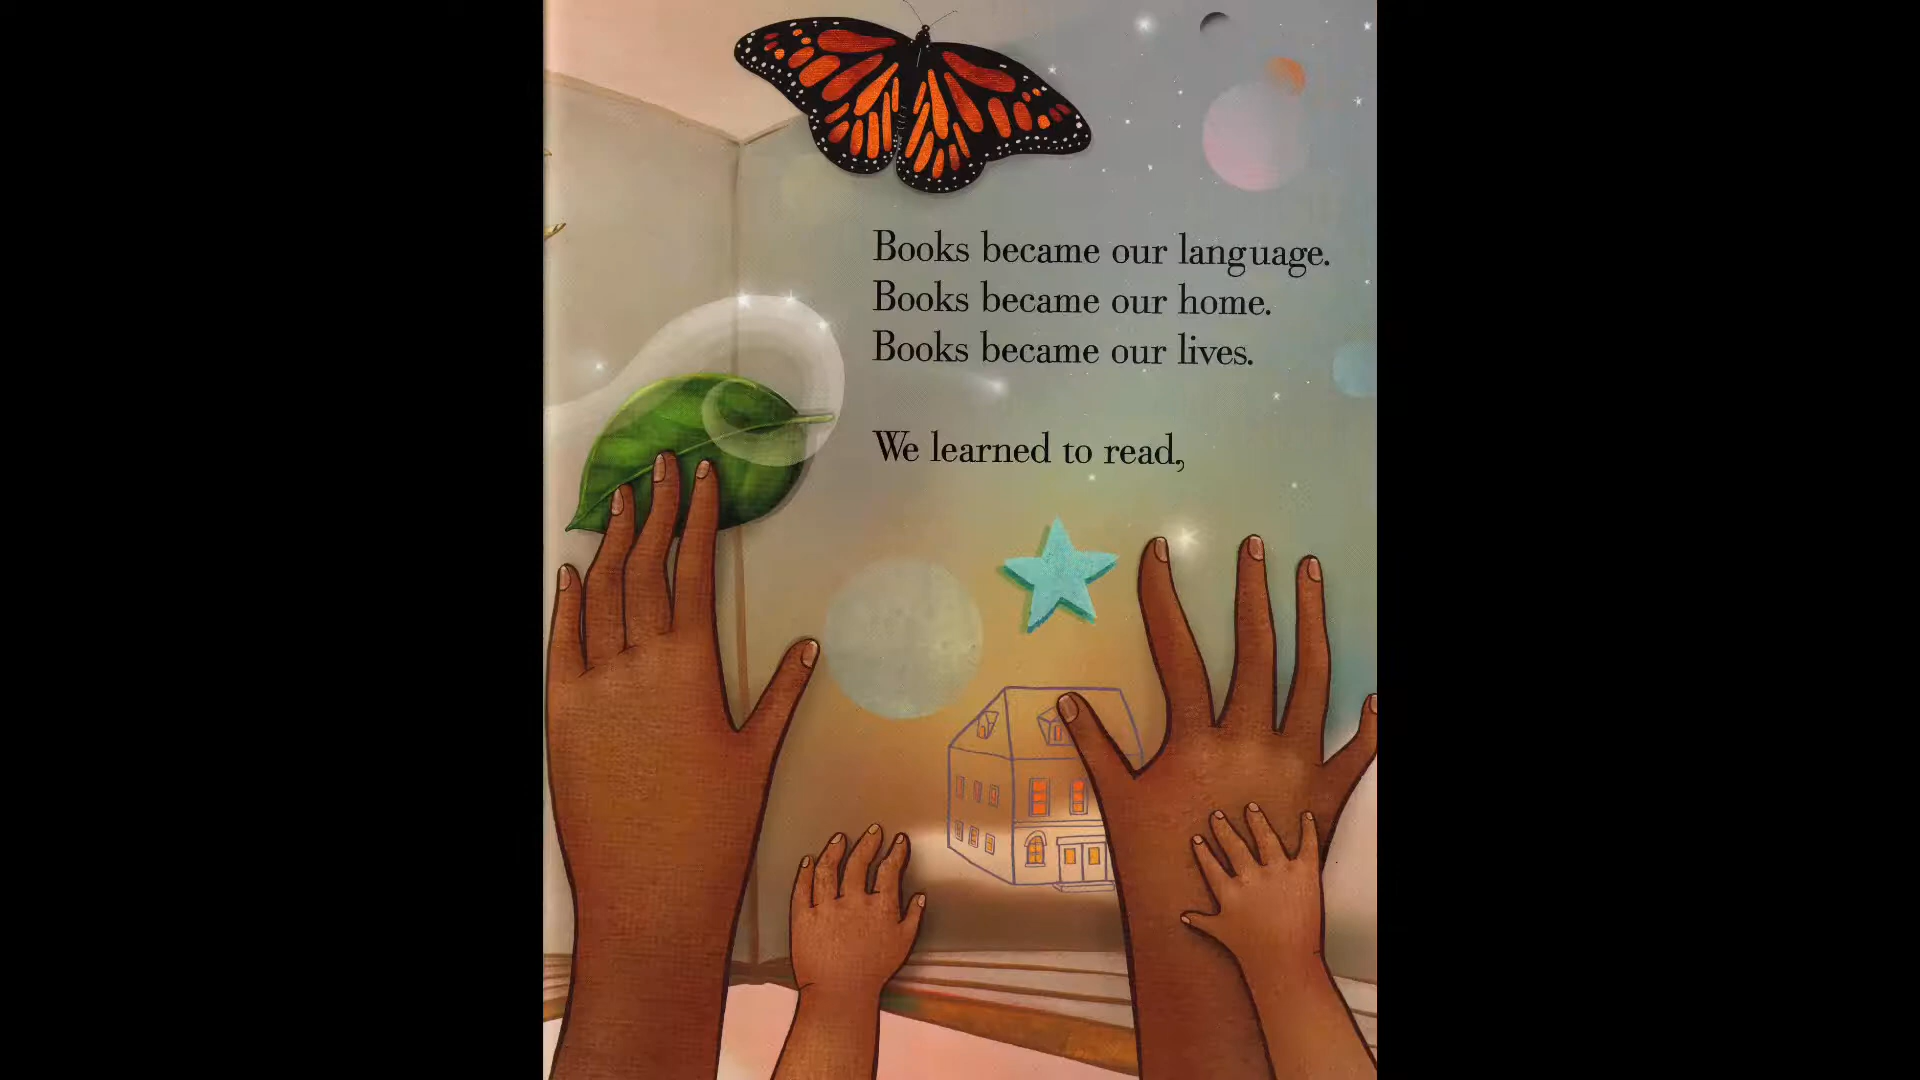 Books became our language.
Books became our home.
Books became our lives.
We learned to read,